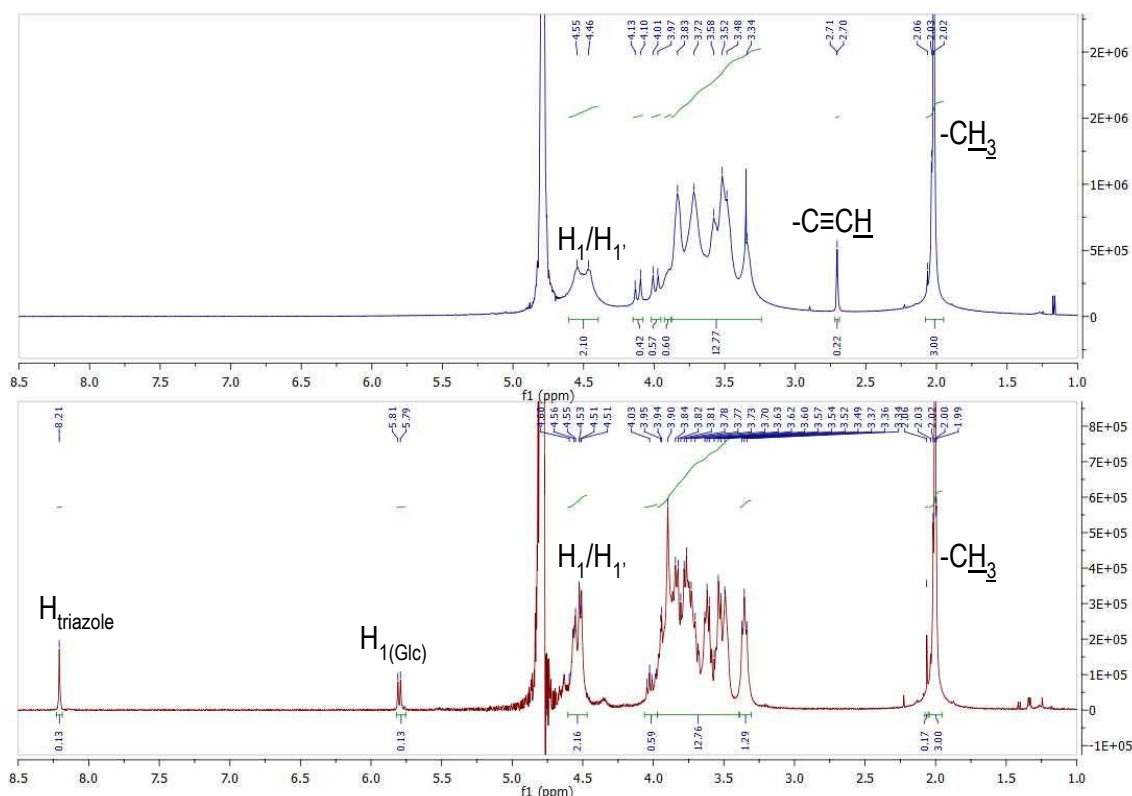 4.55 4.46 4.13 4.10 4.01 3.97 3.83 3.72 3.58 3.52 3.48 3.34 2.71 2.70 2.06 2.03 2.02
2E+06
2E+06
-CH3
1E+06
-C≡CH
H1/H1'
5E+05
0
2.10 0.42 0.57 0.60 12.77 0.22 3.00
8.5 8.0 7.5 7.0 6.5 6.0 5.5 5.0 4.5 4.0 3.5 3.0 2.5 2.0 1.5 1.0
f1 (ppm)
8.21 5.81 5.79 4.60 4.56 4.55 4.53 4.51 4.51 4.03 3.95 3.94 3.90 3.84 3.82 3.81 3.78 3.77 3.73 3.70 3.63 3.62 3.60 3.57 3.54 3.52 3.49 3.37 3.36 3.34 2.06 2.03 2.02 2.00 1.99
8E+05
7E+05
6E+05
5E+05
H1/H1'
-CH3
4E+05
3E+05
Htriazole
H1(Glc)
2E+05
1E+05
0
-1E+05
0.13 0.13 2.16 0.59 12.76 1.29 0.17 3.00
8.5 8.0 7.5 7.0 6.5 6.0 5.5 5.0 4.5 4.0 3.5 3.0 2.5 2.0 1.5 1.0
f1 (ppm)